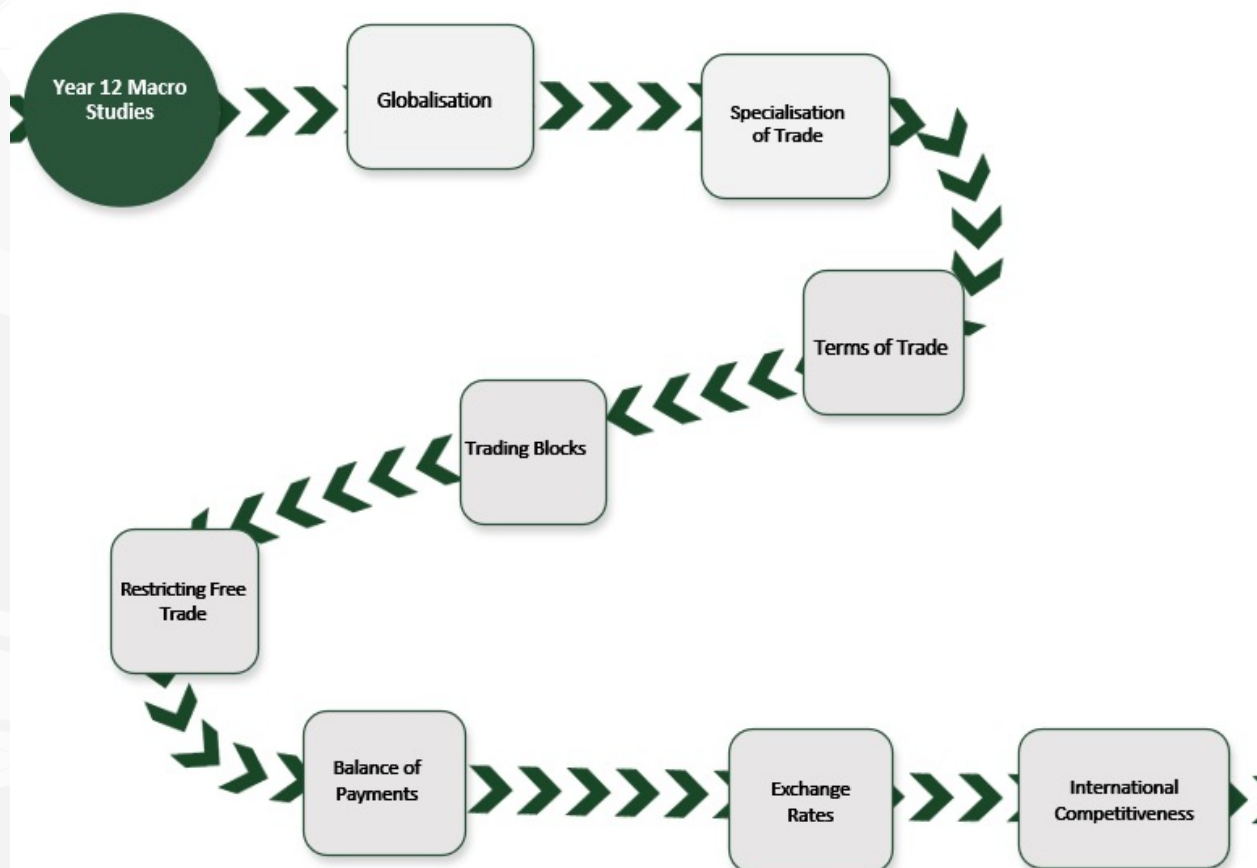 Year 12 Macro
Studies
Globalisation
Specialisation
of Trade
Terms of Trade
Trading Blocks
Restricting Free
Trade
Balance of
Payments
Exchange
Rates
International
Competitiveness